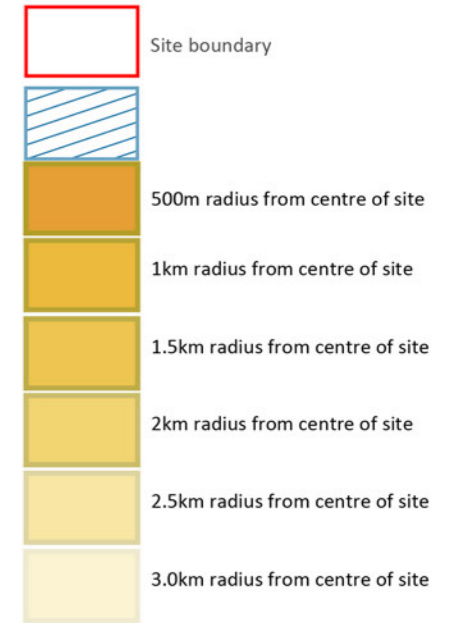 Site boundary
500m radius from centre of site
1km radius from centre of site
1.5km radius from centre of site
2km radius from centre of site
2.5km radius from centre of site
3.0km radius from centre of site